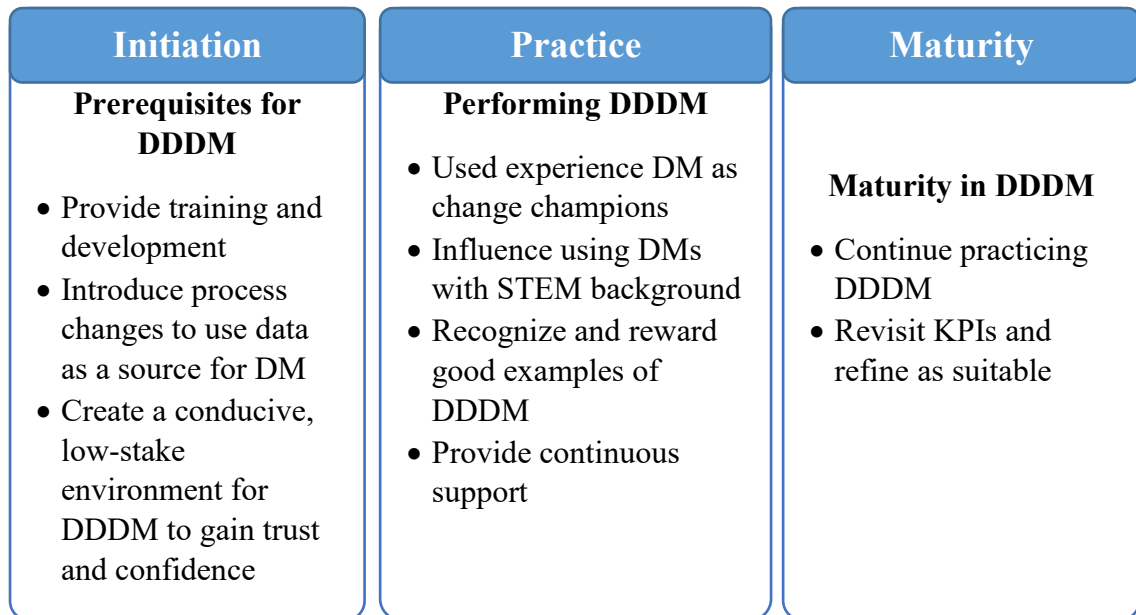 Initiation
Prerequisites for
DDDM
• Provide training and
development
• Introduce process
changes to use data
as a source for DM
• Create a conducive,
low-stake
environment for
DDDM to gain trust
and confidence
Practice
Performing DDDM
• Used experience DM as
change champions
• Influence using DMs
with STEM background
• Recognize and reward
good examples of
DDDM
• Provide continuous
support
Maturity
Maturity in DDDM
• Continue practicing
DDDM
• Revisit KPIs and
refine as suitable